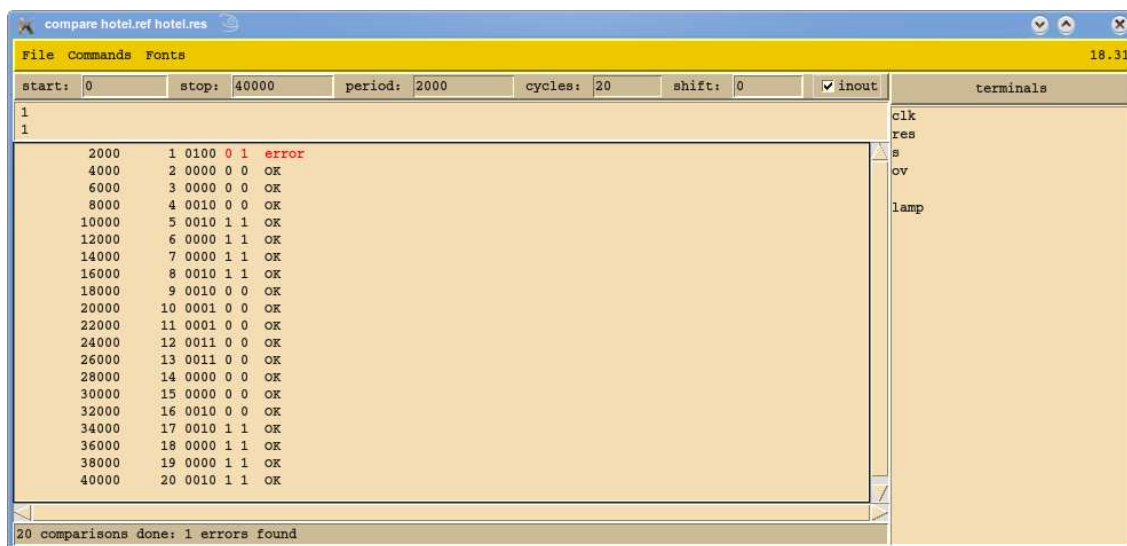 compare hotel.ref hotel.res
File Commands Fonts 18.31
start: 0 stop: 40000 period: 2000 cycles: 20 shift: 0 inout terminals
1
1
2000 1 0100 0 1 error
4000 2 0000 0 0 OK
6000 3 0000 0 0 OK
8000 4 0010 0 0 OK
10000 5 0010 1 1 OK
12000 6 0000 1 1 OK
14000 7 0000 1 1 OK
16000 8 0010 1 1 OK
18000 9 0010 0 0 OK
20000 10 0001 0 0 OK
22000 11 0001 0 0 OK
24000 12 0011 0 0 OK
26000 13 0011 0 0 OK
28000 14 0000 0 0 OK
30000 15 0000 0 0 OK
32000 16 0010 0 0 OK
34000 17 0010 1 1 OK
36000 18 0000 1 1 OK
38000 19 0000 1 1 OK
40000 20 0010 1 1 OK
clk
res
s
ov
lamp
20 comparisons done: 1 errors found